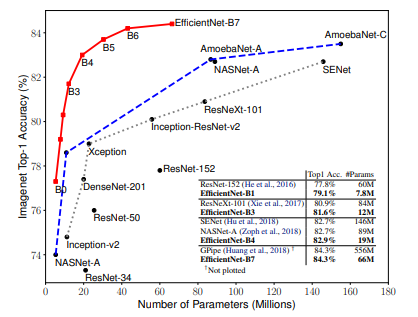 EfficientNet-B7
84
B6
AmoebaNet-C
B5
AmoebaNet-A
B4
NASNet-A
SENet
82
B3
ResNeXt-101
Inception-ResNet-v2
80
Xception
ResNet-152
78
B0
DenseNet-201
76
ResNet-50
Inception-v2
74
NASNet-A
ResNet-34
Imagenet Top-1 Accuracy (%)
Top1 Acc. #Params
ResNet-152 (He et al., 2016) 77.8% 60M
EfficientNet-B1 79.1% 7.8M
ResNeXt-101 (Xie et al., 2017) 80.9% 84M
EfficientNet-B3 81.6% 12M
SENet (Hu et al., 2018) 82.7% 146M
NASNet-A (Zoph et al., 2018) 82.7% 89M
EfficientNet-B4 82.9% 19M
GPipe (Huang et al., 2018) † 84.3% 556M
EfficientNet-B7 84.3% 66M
†Not plotted
0 20 40 60 80 100 120 140 160 180
Number of Parameters (Millions)